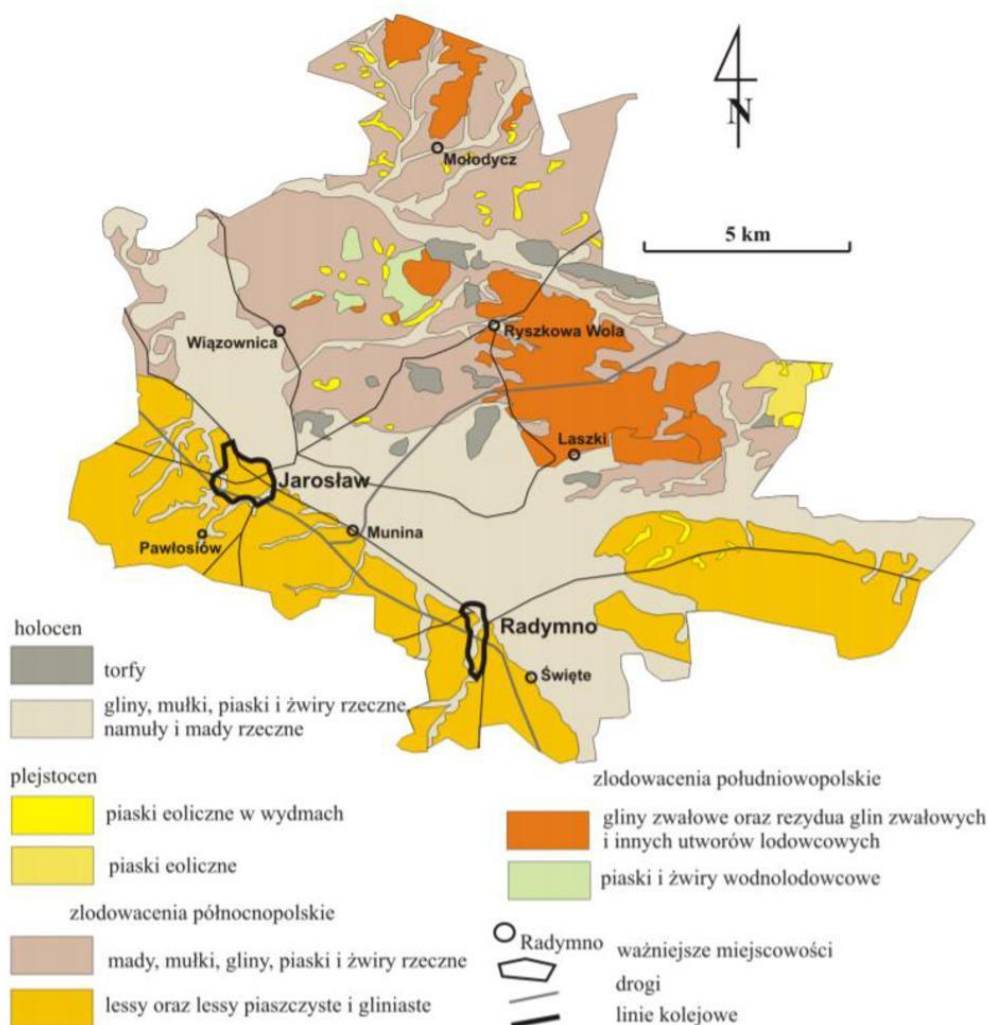 Mołodycz
N
5 km
Wiązownica
Ryszkowa Wola
Laszki
Jarosław
Munina
Pawłosiów
Radymno
Święte
holocen
torfy
gliny, mułki, piaski i żwiry rzeczne,
namuły i mady rzeczne
plejstocen
piaski eoliczne w wydmach
piaski eoliczne
zlodowacenia północnopolskie
mady, mułki, gliny, piaski i żwiry rzeczne
lessy oraz lessy piaszczyste i gliniaste
zlodowacenia południowopolskie
gliny zwałowe oraz rezydua glin zwałowych
i innych utworów lodowcowych
piaski i żwiry wodnolodowcowe
Radymno ważniejsze miejscowości
drogi
linie kolejowe